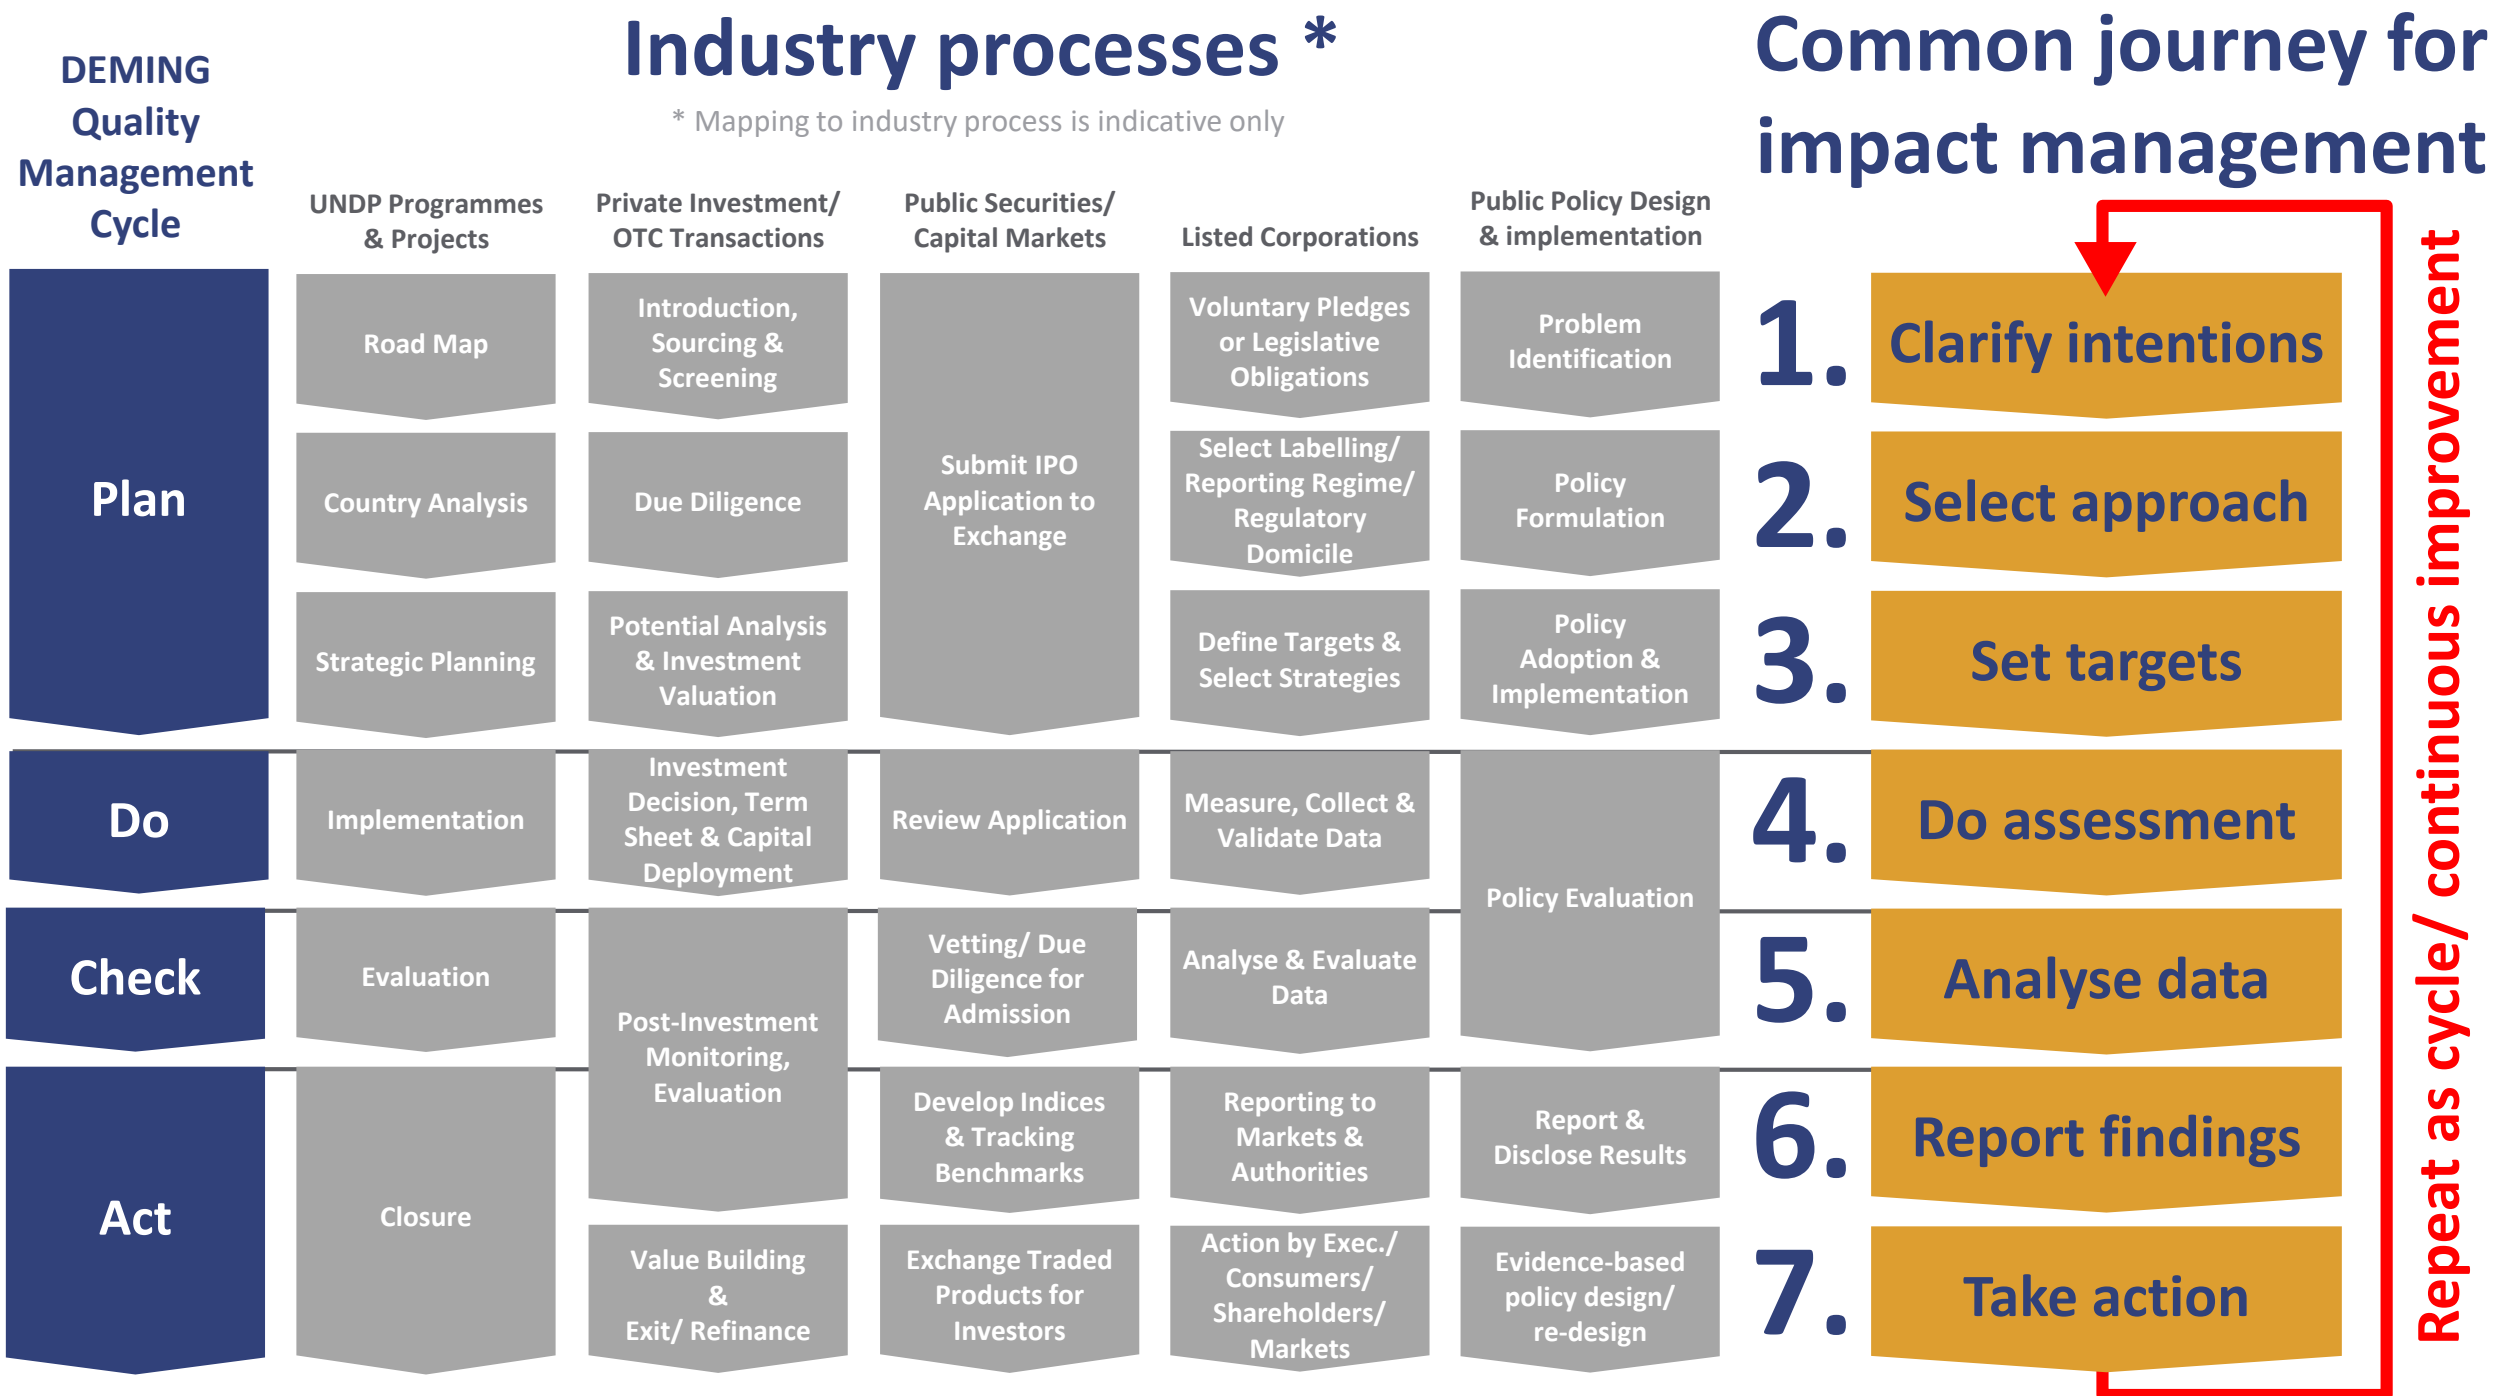 Industry processes *
* Mapping to industry process is indicative only
Common journey for
impact management
DEMING
Quality
Management
Cycle
UNDP Programmes
& Projects
Private Investment/
OTC Transactions
Public Securities/
Capital Markets
Listed Corporations
Public Policy Design
& implementation
Plan
Road Map
Introduction,
Sourcing &
Screening
Submit IPO
Application to
Exchange
Voluntary Pledges
or Legislative
Obligations
Problem
Identification
1.
Clarify intentions
Country Analysis
Due Diligence
Select Labelling/
Reporting Regime/
Regulatory
Domicile
Policy
Formulation
2.
Select approach
Strategic Planning
Potential Analysis
& Investment
Valuation
Define Targets &
Select Strategies
Policy
Adoption &
Implementation
3.
Set targets
Do
Implementation
Investment
Decision, Term
Sheet & Capital
Deployment
Review Application
Measure, Collect &
Validate Data
Policy Evaluation
4.
Do assessment
Check
Evaluation
Post-Investment
Monitoring,
Evaluation
Vetting/ Due
Diligence for
Admission
Analyse & Evaluate
Data
5.
Analyse data
Act
Closure
Develop Indices
& Tracking
Benchmarks
Reporting to
Markets &
Authorities
Report &
Disclose Results
6.
Report findings
Value Building
&
Exit/ Refinance
Exchange Traded
Products for
Investors
Action by Exec./
Consumers/
Shareholders/
Markets
Evidence-based
policy design/
re-design
7.
Take action
Repeat as cycle/ continuous improvement